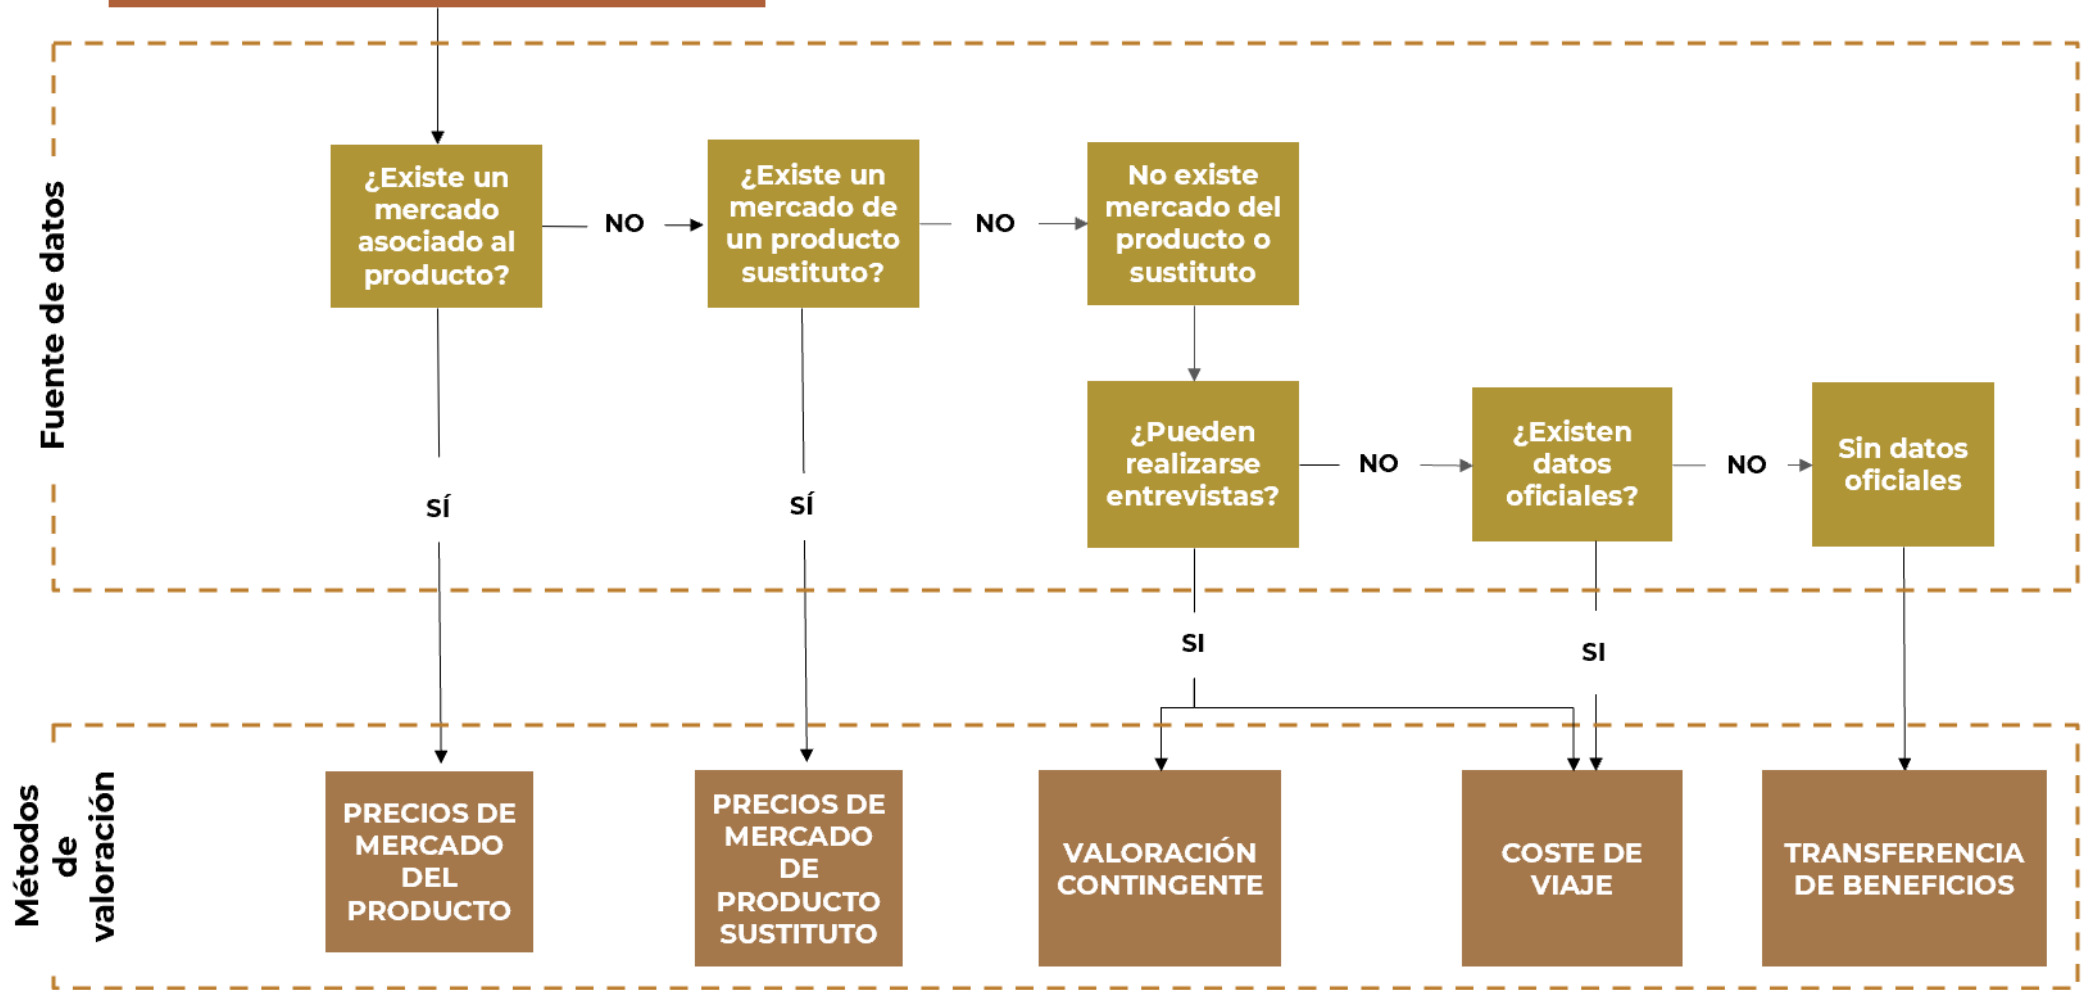 Fuente de datos
¿Existe un
mercado
asociado al
producto?
NO
¿Existe un
mercado de
un producto
sustituto?
NO
No existe
mercado del
producto o
sustituto
¿Pueden
realizarse
entrevistas?
NO
¿Existen
datos
oficiales?
NO
Sin datos
oficiales
SÍ
SÍ
SI
SI
Métodos
de
valoración
PRECIOS DE
MERCADO
DEL
PRODUCTO
PRECIOS DE
MERCADO
DE
PRODUCTO
SUSTITUTO
VALORACIÓN
CONTINGENTE
COSTE DE
VIAJE
TRANSFERENCIA
DE BENEFICIOS